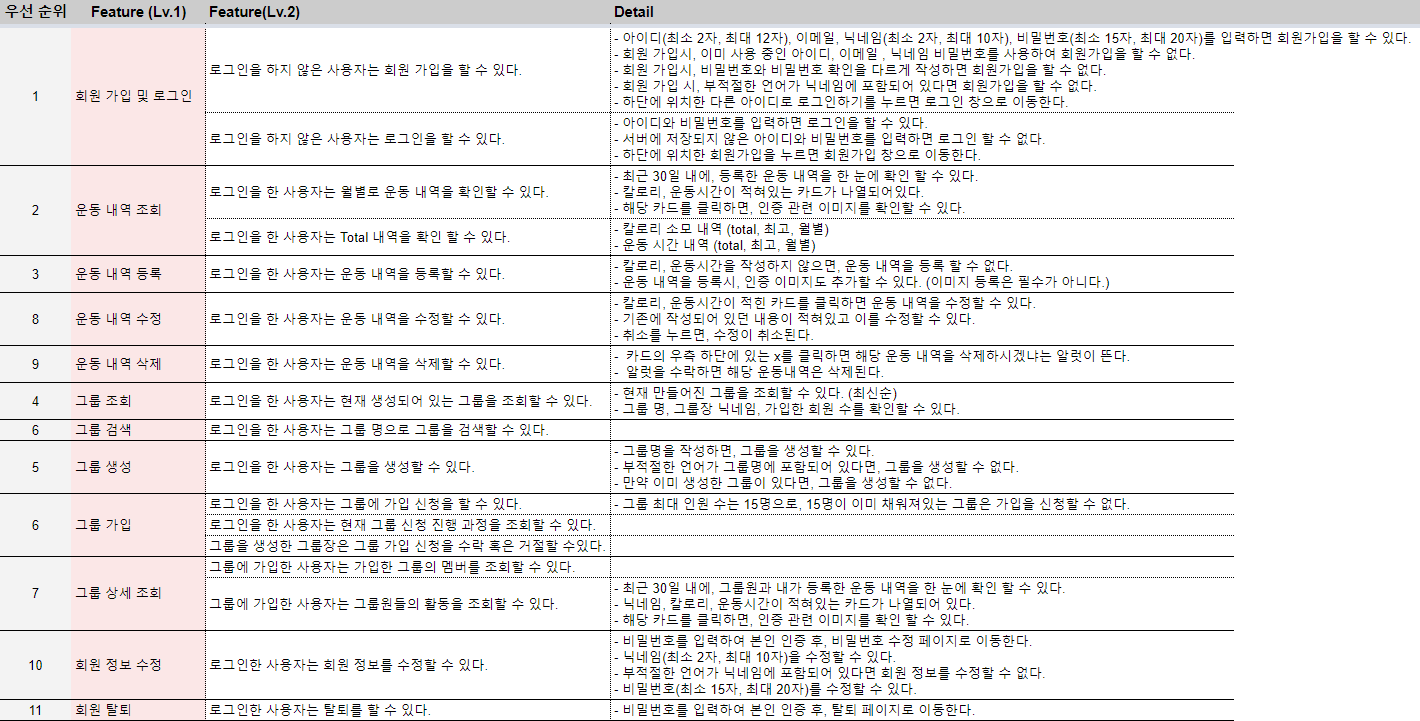 우선 순위 Feature (Lv.1) Feature(Lv.2) Detail
1 회원 가입 및 로그인
로그인을 하지 않은 사용자는 회원 가입을 할 수 있다.
- 아이디(최소 2자, 최대 12자), 이메일, 닉네임(최소 2자, 최대 10자), 비밀번호(최소 15자, 최대 20자)를 입력하면 회원가입을 할 수 있다.
- 회원 가입시, 이미 사용 중인 아이디, 이메일 , 닉네임 비밀번호를 사용하여 회원가입을 할 수 없다.
- 회원 가입시, 비밀번호와 비밀번호 확인을 다르게 작성하면 회원가입을 할 수 없다.
- 회원 가입 시, 부적절한 언어가 닉네임에 포함되어 있다면 회원가입을 할 수 없다.
- 하단에 위치한 다른 아이디로 로그인하기를 누르면 로그인 창으로 이동한다.
로그인을 하지 않은 사용자는 로그인을 할 수 있다.
- 아이디와 비밀번호를 입력하면 로그인을 할 수 있다.
- 서버에 저장되지 않은 아이디와 비밀번호를 입력하면 로그인 할 수 없다.
- 하단에 위치한 회원가입을 누르면 회원가입 창으로 이동한다.
2 운동 내역 조회
로그인을 한 사용자는 월별로 운동 내역을 확인할 수 있다.
- 최근 30일 내에, 등록한 운동 내역을 한 눈에 확인 할 수 있다.
- 칼로리, 운동시간이 적혀있는 카드가 나열되어있다.
- 해당 카드를 클릭하면, 인증 관련 이미지를 확인할 수 있다.
로그인을 한 사용자는 Total 내역을 확인 할 수 있다.
- 칼로리 소모 내역 (total, 최고, 월별)
- 운동 시간 내역 (total, 최고, 월별)
3 운동 내역 등록 로그인을 한 사용자는 운동 내역을 등록할 수 있다.
- 칼로리, 운동시간을 작성하지 않으면, 운동 내역을 등록 할 수 없다.
- 운동 내역을 등록시, 인증 이미지도 추가할 수 있다. (이미지 등록은 필수가 아니다.)
8 운동 내역 수정 로그인을 한 사용자는 운동 내역을 수정할 수 있다.
- 칼로리, 운동시간이 적힌 카드를 클릭하면 운동 내역을 수정할 수 있다.
- 기존에 작성되어 있던 내용이 적혀있고 이를 수정할 수 있다.
- 취소를 누르면, 수정이 취소된다.
9 운동 내역 삭제 로그인을 한 사용자는 운동 내역을 삭제할 수 있다.
- 카드의 우측 하단에 있는 x를 클릭하면 해당 운동 내역을 삭제하시겠냐는 알럿이 뜬다.
- 알럿을 수락하면 해당 운동내역은 삭제된다.
4 그룹 조회 로그인을 한 사용자는 현재 생성되어 있는 그룹을 조회할 수 있다.
- 현재 만들어진 그룹을 조회할 수 있다. (최신순)
- 그룹 명, 그룹장 닉네임, 가입한 회원 수를 확인할 수 있다.
6 그룹 검색 로그인을 한 사용자는 그룹 명으로 그룹을 검색할 수 있다.
5 그룹 생성 로그인을 한 사용자는 그룹을 생성할 수 있다.
- 그룹명을 작성하면, 그룹을 생성할 수 있다.
- 부적절한 언어가 그룹명에 포함되어 있다면, 그룹을 생성할 수 없다.
- 만약 이미 생성한 그룹이 있다면, 그룹을 생성할 수 없다.
6 그룹 가입
로그인을 한 사용자는 그룹에 가입 신청을 할 수 있다.
- 그룹 최대 인원 수는 15명으로, 15명이 이미 채워져있는 그룹은 가입을 신청할 수 없다.
로그인을 한 사용자는 현재 그룹 신청 진행 과정을 조회할 수 있다.
그룹을 생성한 그룹장은 그룹 가입 신청을 수락 혹은 거절할 수있다.
7 그룹 상세 조회
그룹에 가입한 사용자는 가입한 그룹의 멤버를 조회할 수 있다.
그룹에 가입한 사용자는 그룹원들의 활동을 조회할 수 있다.
- 최근 30일 내에, 그룹원과 내가 등록한 운동 내역을 한 눈에 확인 할 수 있다.
- 닉네임, 칼로리, 운동시간이 적혀있는 카드가 나열되어 있다.
- 해당 카드를 클릭하면, 인증 관련 이미지를 확인 할 수 있다.
10 회원 정보 수정 로그인한 사용자는 회원 정보를 수정할 수 있다.
- 비밀번호를 입력하여 본인 인증 후, 비밀번호 수정 페이지로 이동한다.
- 닉네임(최소 2자, 최대 10자)을 수정할 수 있다.
- 부적절한 언어가 닉네임에 포함되어 있다면 회원 정보를 수정할 수 없다.
- 비밀번호(최소 15자, 최대 20자)를 수정할 수 있다.
11 회원 탈퇴 로그인한 사용자는 탈퇴를 할 수 있다.
- 비밀번호를 입력하여 본인 인증 후, 탈퇴 페이지로 이동한다.